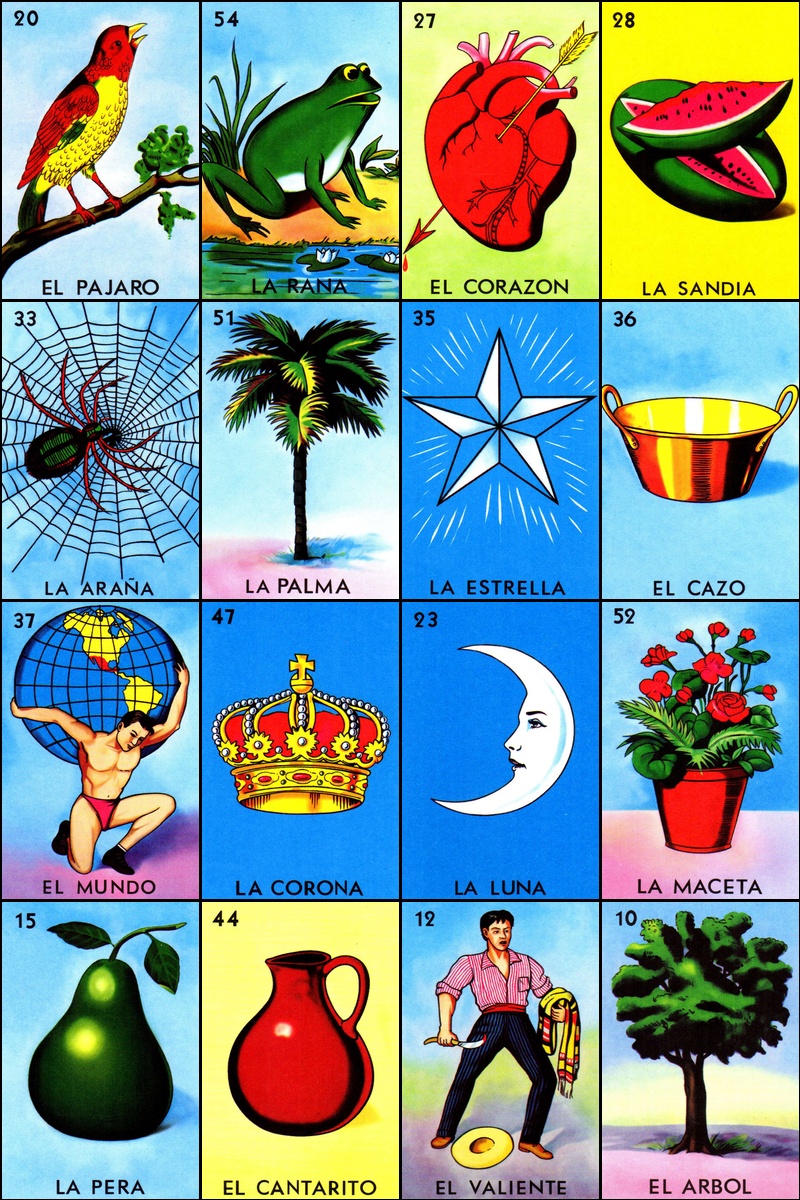 20
EL PAJARO
54
LA RANA
27
EL CORAZON
28
LA SANDIA
33
LA ARAÑA
51
LA PALMA
35
LA ESTRELLA
36
EL CAZO
37
EL MUNDO
47
LA CORONA
23
LA LUNA
52
LA MACETA
15
LA PERA
44
EL CANTARITO
12
EL VALIENTE
10
EL ARBOL